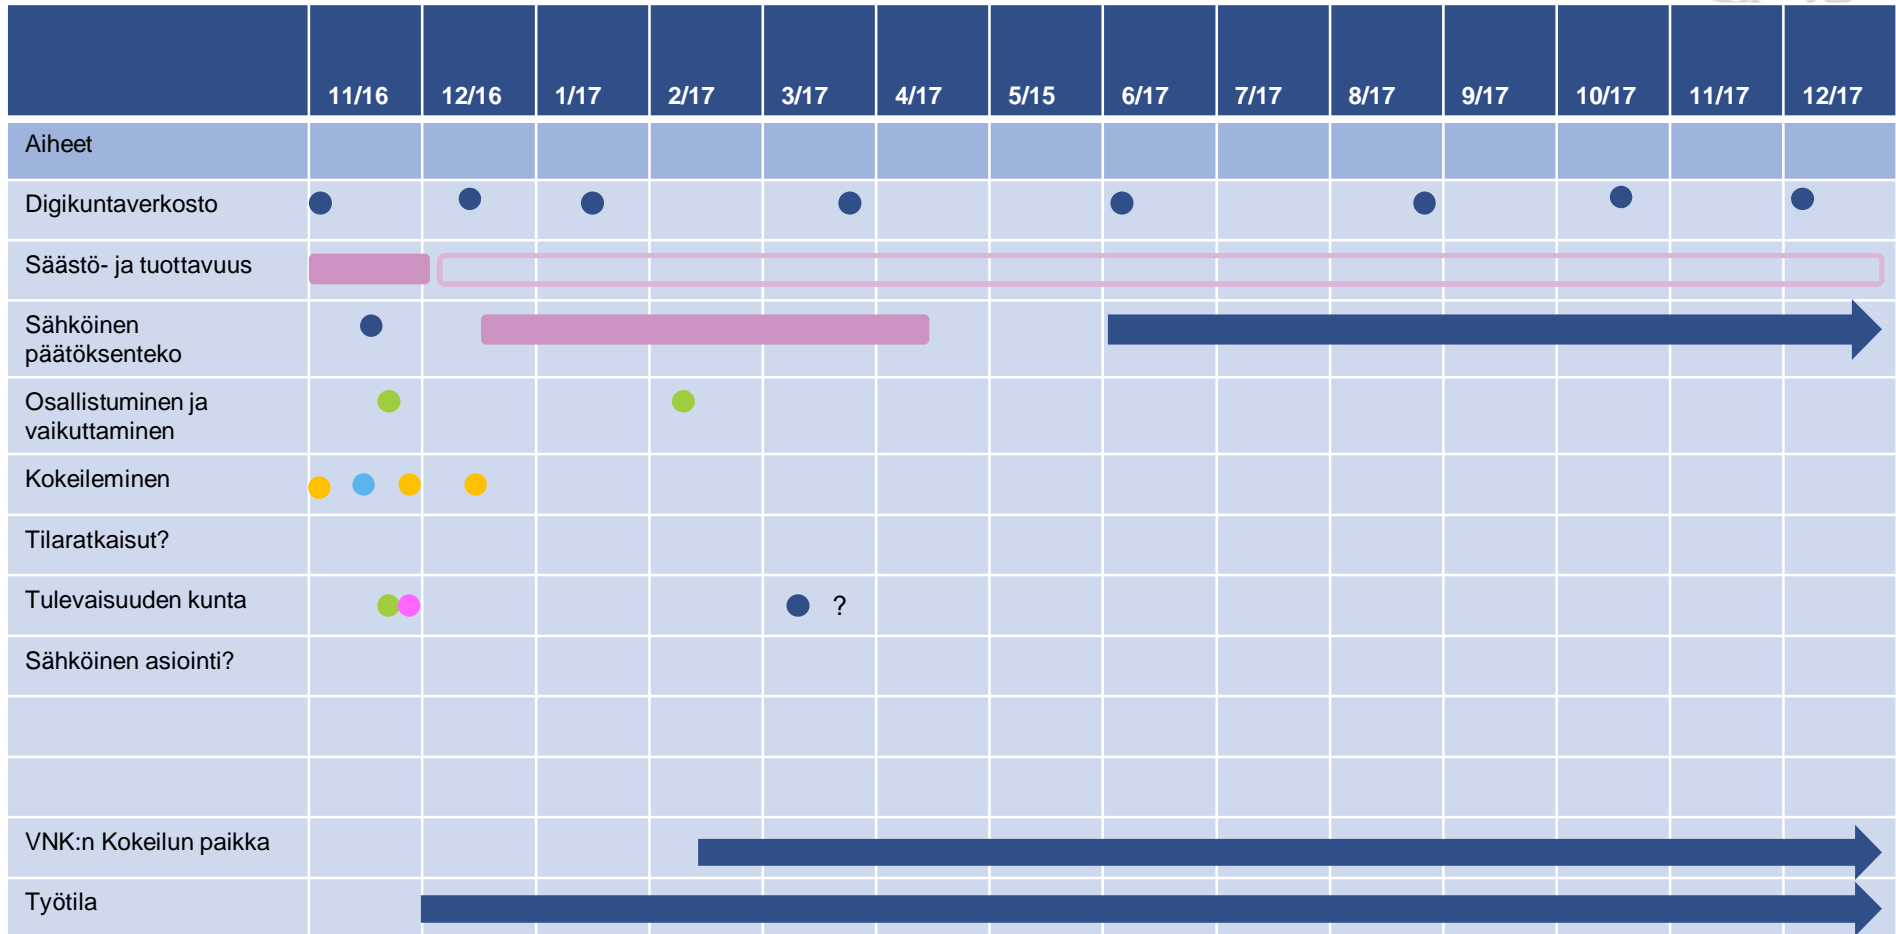 11/16 12/16 1/17 2/17 3/17 4/17 5/15 6/17 7/17 8/17 9/17 10/17 11/17 12/17
Aiheet
Digikuntaverkosto
Säästö- ja tuottavuus
Sähköinen
päätöksenteko
Osallistuminen ja
vaikuttaminen
Kokeileminen
Tilaratkaisut?
Tulevaisuuden kunta ?
Sähköinen asiointi?
VNK:n Kokeilun paikka
Työtila